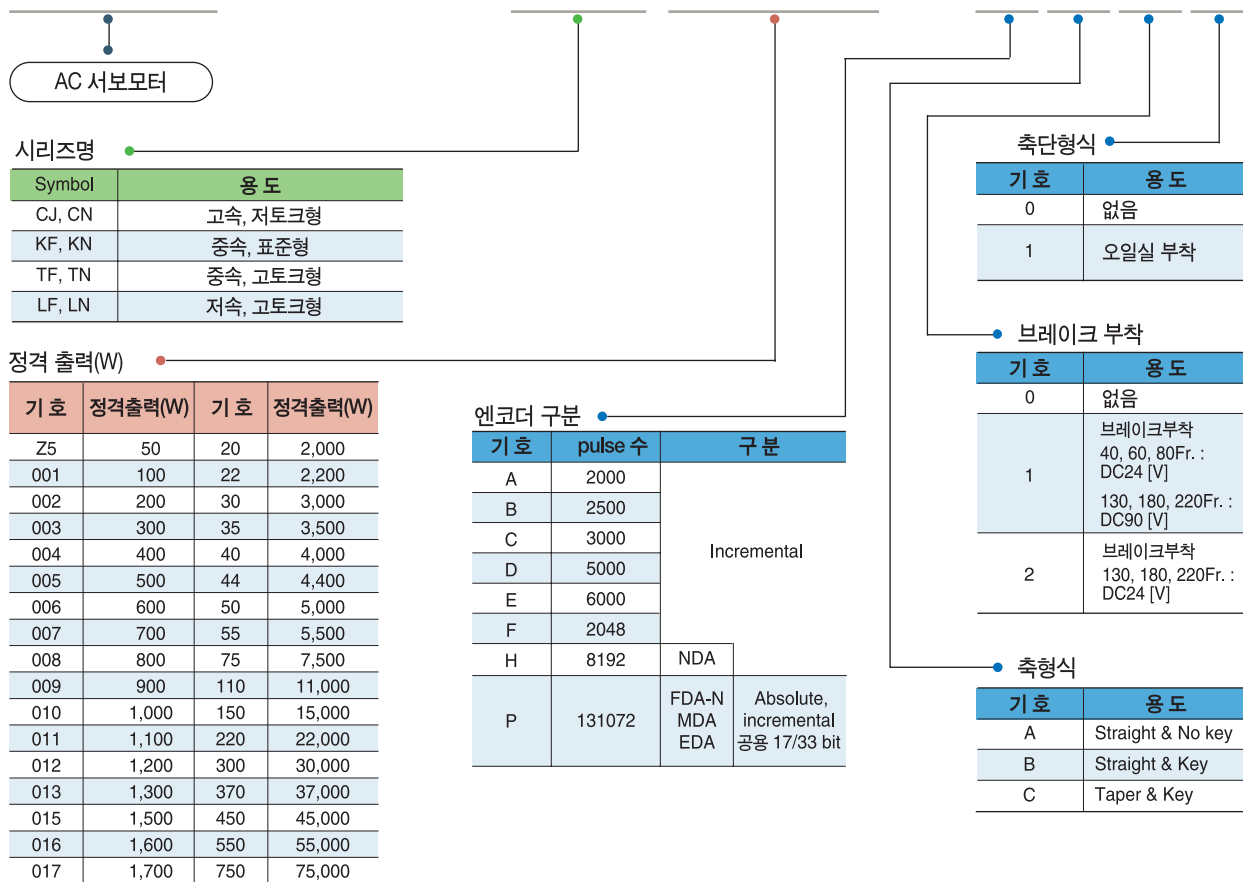 AC 서보모터
시리즈명
Symbol 용 도
CJ, CN 고속, 저토크형
KF, KN 중속, 표준형
TF, TN 중속, 고토크형
LF, LN 저속, 고토크형
정격 출력(W)
기 호 정격출력(W) 기 호 정격출력(W)
Z5 50 20 2,000
001 100 22 2,200
002 200 30 3,000
003 300 35 3,500
004 400 40 4,000
005 500 44 4,400
006 600 50 5,000
007 700 55 5,500
008 800 75 7,500
009 900 110 11,000
010 1,000 150 15,000
011 1,100 220 22,000
012 1,200 300 30,000
013 1,300 370 37,000
015 1,500 450 45,000
016 1,600 550 55,000
017 1,700 750 75,000
엔코더 구분
기 호 pulse 수 구 분
A 2000
B 2500
C 3000
Incremental
D 5000
E 6000
F 2048
H 8192 NDA
P 131072
FDA-N
MDA
EDA
Absolute,
incremental
공용 17/33 bit
축단형식
기 호 용 도
0 없음
1 오일실 부착
브레이크 부착
기 호 용 도
0 없음
1
브레이크부착
40, 60, 80Fr. :
DC24 [V]
130, 180, 220Fr. :
DC90 [V]
2
브레이크부착
130, 180, 220Fr. :
DC24 [V]
축형식
기 호 용 도
A Straight & No key
B Straight & Key
C Taper & Key